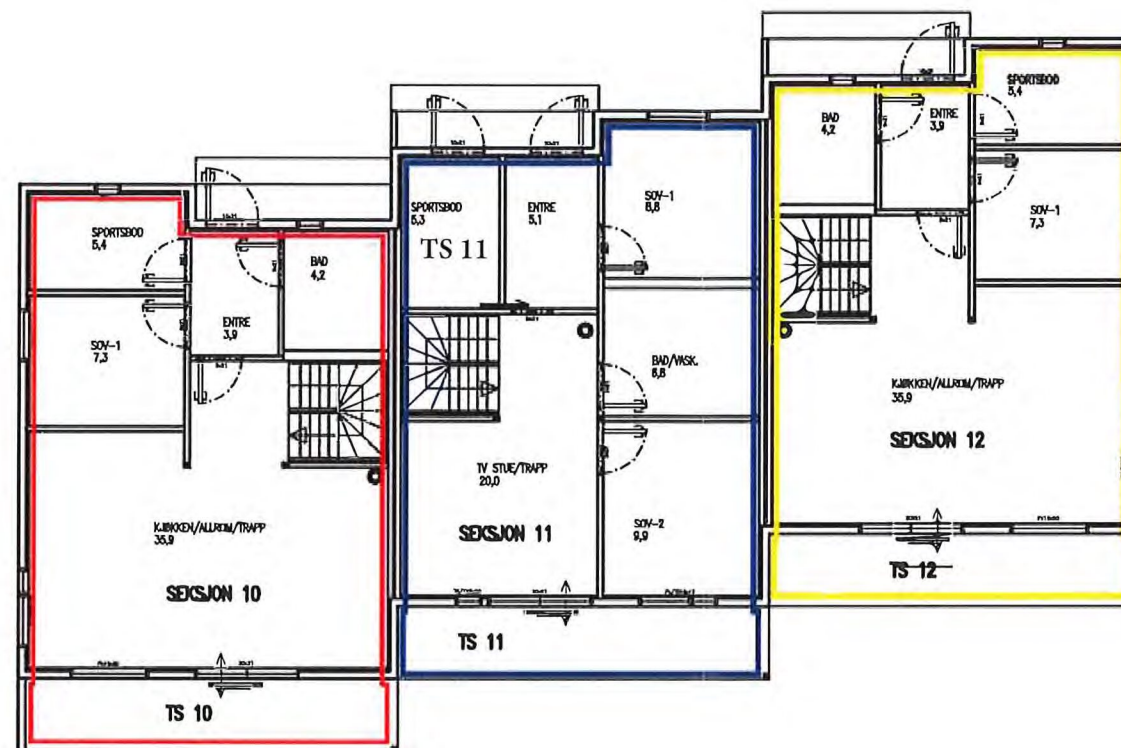 SPORTSBOD
5,4
BAD
4,2
ENTRE
3,9
SOV-1
7,3
KJØKKEN/ALLROM/TRAPP
35,9
SEKSJON 10
TS 10
SPORTSBOD
5,3
TS 11
ENTRE
5,1
SOV-1
8,8
BAD/VASK.
6,8
TV STUE/TRAPP
20,0
SEKSJON 11
SOV-2
9,9
TS 11
BAD
4,2
ENTRE
3,9
SPORTSBOD
5,4
SOV-1
7,3
KJØKKEN/ALLROM/TRAPP
35,9
SEKSJON 12
TS 12